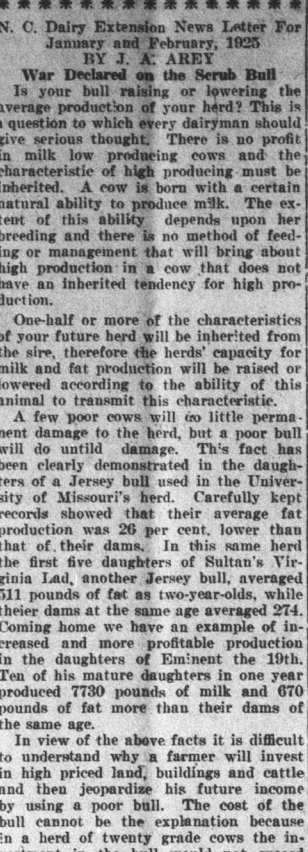 N. C. Dairy Extension News Letter For
January and February, 1925
BY J. A. AREY
War Declared on the Scrub Bull
Is your bull raising or lowering the
average production of your herd? This is
a question to which every dairyman should
give serious thought. There is no profit
in milk low producing cows and the
characteristic of high producing must be
inherited. A cow is born with a certain
natural ability to produce milk. The ex-
tent of this ability depends upon her
breeding and there is no method of feed-
ing or management that will bring about
high production in a cow that does not
have an inherited tendency for high pro-
duction.
One-half or more of the characteristics
of your future herd will be inherited from
the sire, therefore the herds' capacity for
milk and fat production will be raised or
lowered according to the ability of this
animal to transmit this characteristic.
A few poor cows will do little perma-
nent damage to the herd, but a poor bull
will do untild damage. This fact has
been clearly demonstrated in the daugh-
ters of a Jersey bull used in the Univer-
sity of Missouri's herd. Carefully kept
records showed that their average fat
production was 26 per cent. lower than
that of their dams. In this same herd
the first five daughters of Sultan's Vir-
ginia Lad, another Jersey bull, averaged
511 pounds of fat as two-year-olds, while
theier dams at the same age averaged 274.
Coming home we have an example of in-
creased and more profitable production
in the daughters of Eminent the 19th.
Ten of his mature daughters in one year
produced 7730 pounds of milk and 670
pounds of fat more than their dams of
the same age.
In view of the above facts it is difficult
to understand why a farmer will invest
in high priced land, buildings and cattle
and then jeopardize his future income
by using a poor bull. The cost of the
bull cannot be the explanation because
in a herd of twenty grade cows the in-